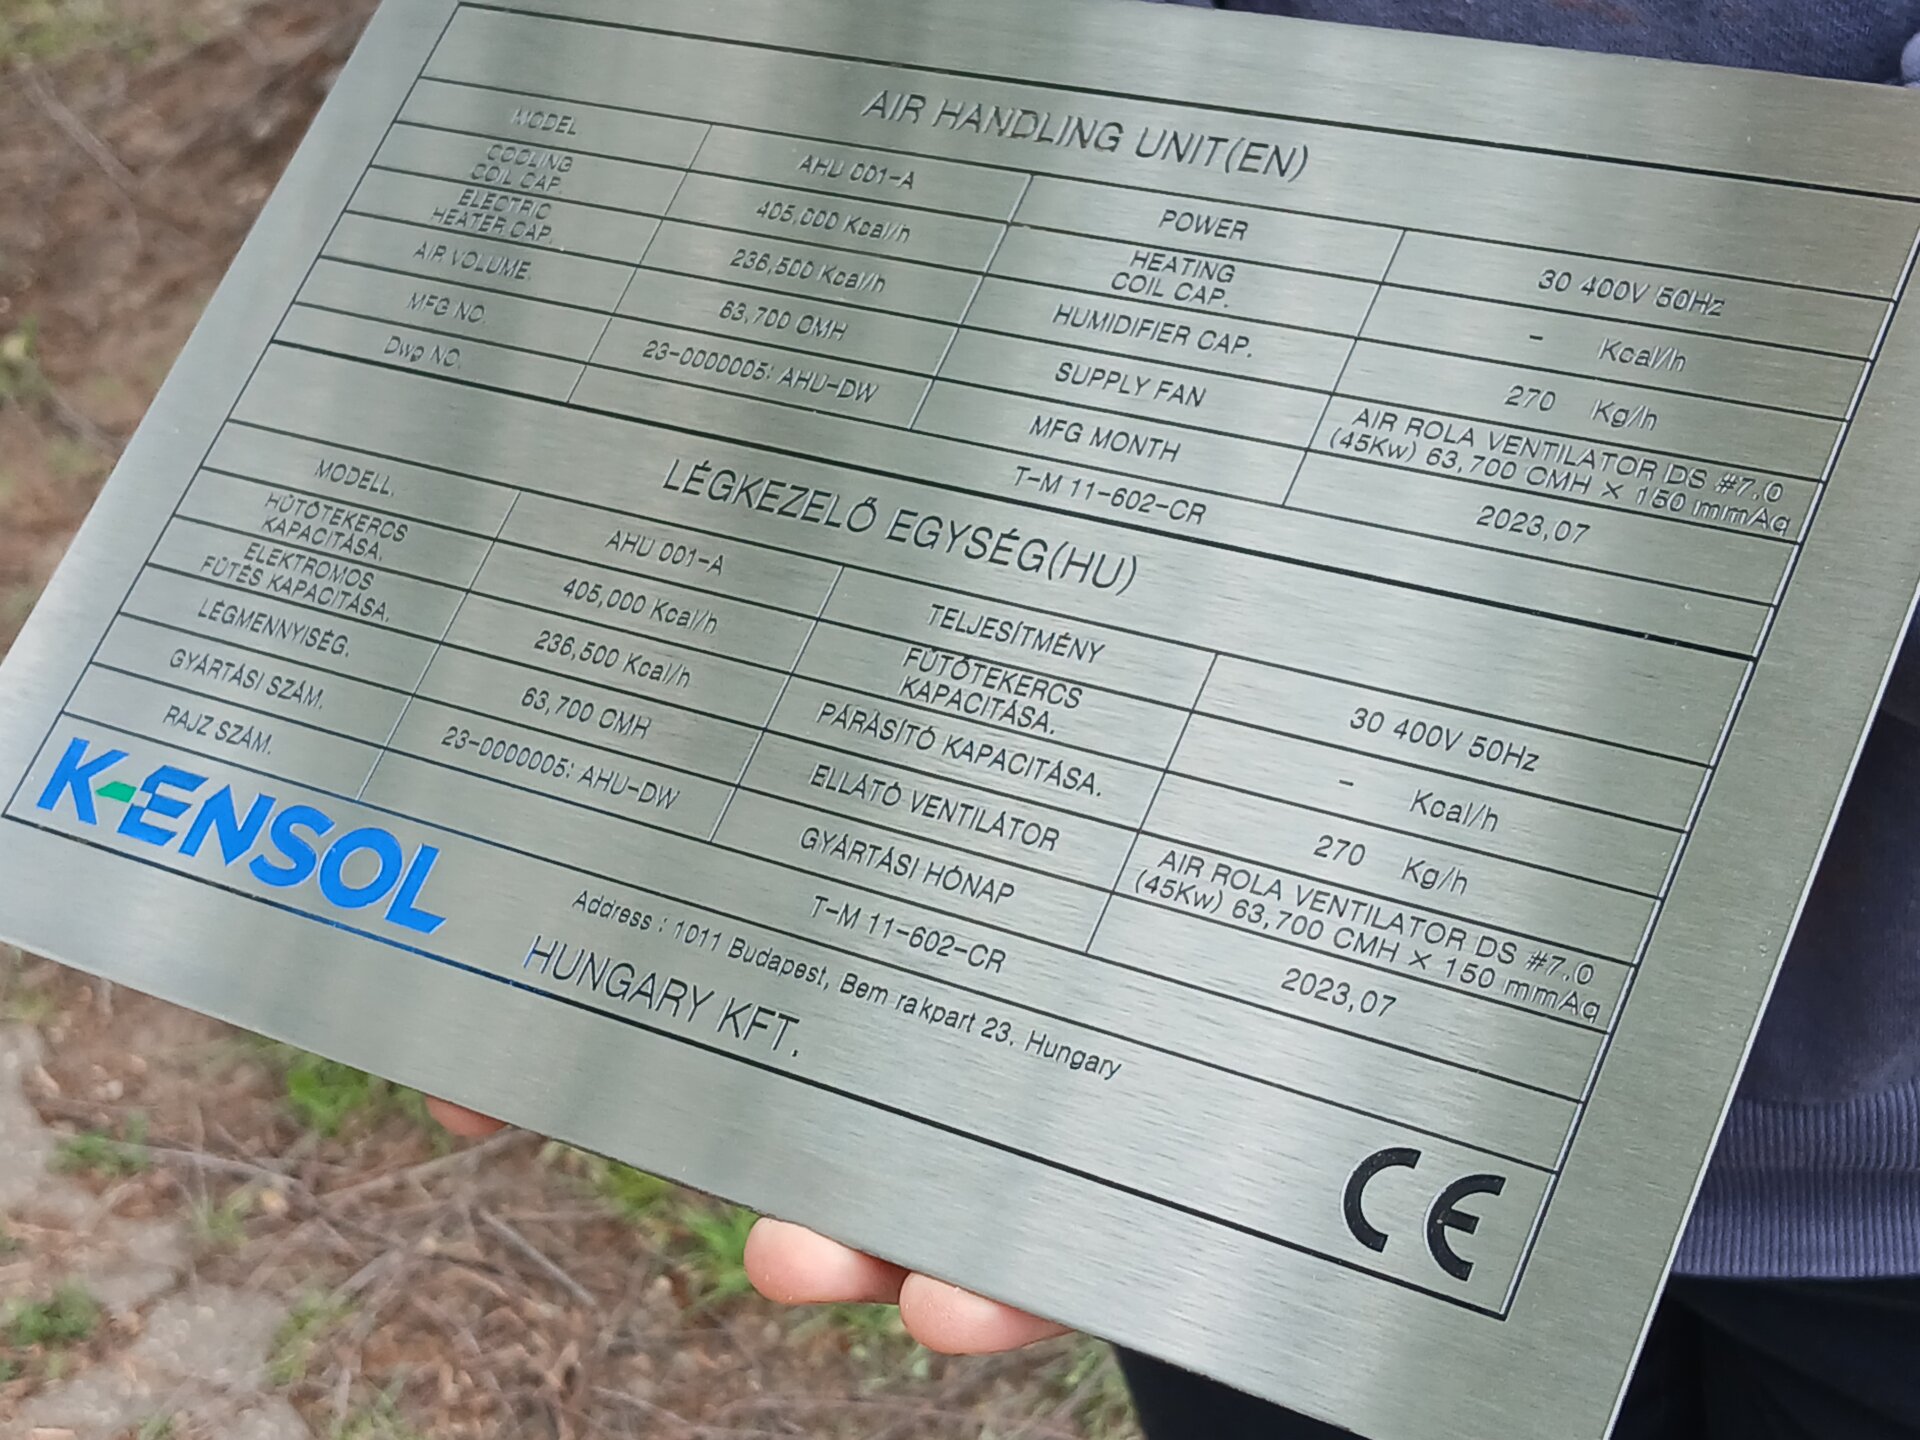 AIR HANDLING UNIT(EN)
MODEL AHU 001-A POWER 30 400V 50Hz
COOLING COIL CAP. 405,000 Kcal/h HEATING COIL CAP. - Kcal/h
ELECTRIC HEATER CAP. 236,500 Kcal/h HUMIDIFIER CAP. 270 Kg/h
AIR VOLUME. 63,700 CMH SUPPLY FAN AIR ROLA VENTILATOR DS #7.0
(45Kw) 63,700 CMH × 150 mmAq
MFG NO. 23-0000005: AHU-DW MFG MONTH 2023,07
Dwp NO. T-M 11-602-CR
LÉGKEZELŐ EGYSÉG(HU)
MODELL. AHU 001-A TELJESÍTMÉNY 30 400V 50Hz
HŰTŐTEKERCS KAPACITÁSA. 405,000 Kcal/h FŰTŐTEKERCS KAPACITÁSA. - Kcal/h
ELEKTROMOS FŰTÉS KAPACITÁSA. 236,500 Kcal/h PÁRÁSÍTÓ KAPACITÁSA. 270 Kg/h
LÉGMENNYISÉG. 63,700 CMH ELLÁTÓ VENTILÁTOR AIR ROLA VENTILATOR DS #7.0
(45Kw) 63,700 CMH × 150 mmAq
GYÁRTÁSI SZÁM. 23-0000005: AHU-DW GYÁRTÁSI HÓNAP 2023,07
RAJZ SZÁM. T-M 11-602-CR
K-ENSOL
Address : 1011 Budapest, Bem rakpart 23. Hungary
HUNGARY KFT.
CE